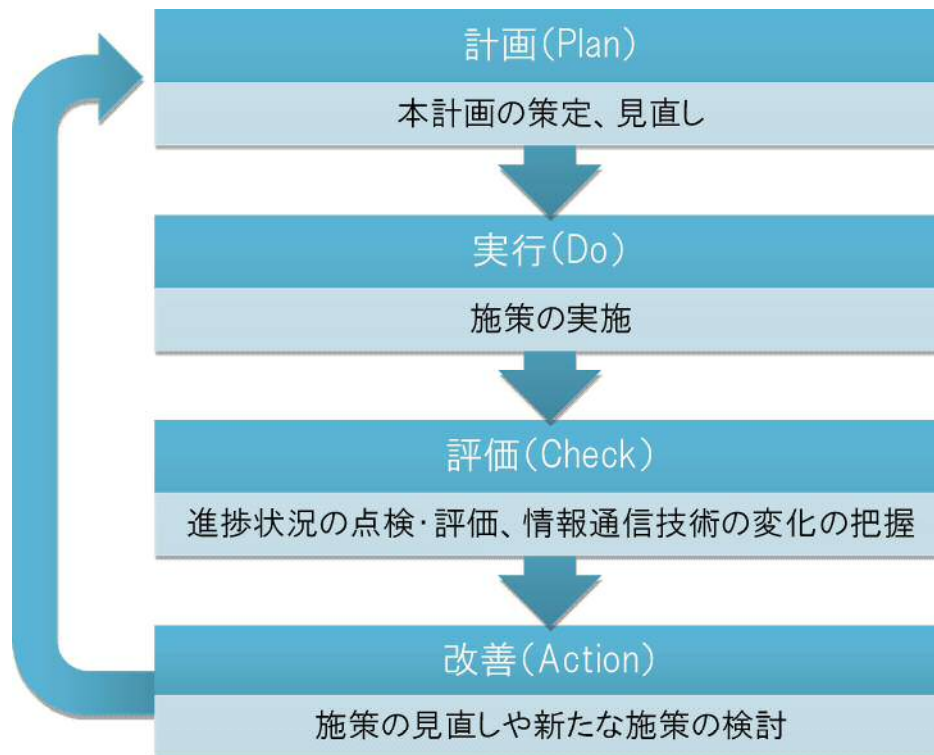 計画(Plan)
本計画の策定、見直し
実行(Do)
施策の実施
評価(Check)
進捗状況の点検・評価、情報通信技術の変化の把握
改善(Action)
施策の見直しや新たな施策の検討